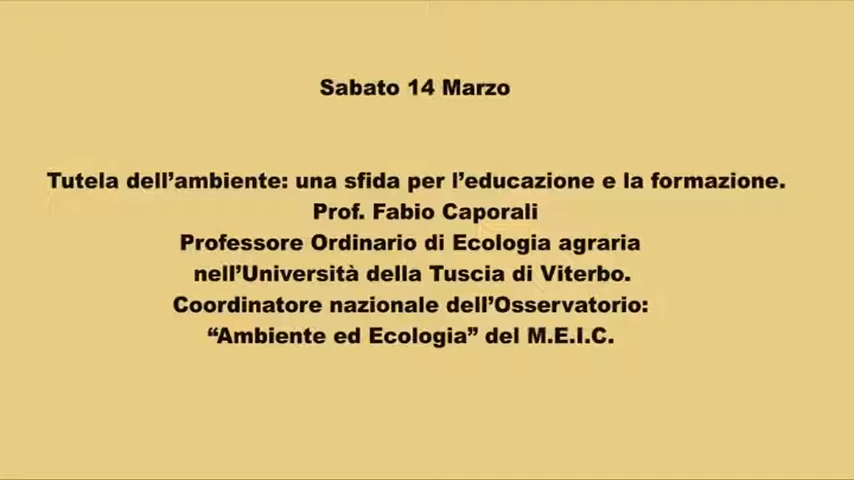 Sabato 14 Marzo
Tutela dell’ambiente: una sfida per l’educazione e la formazione.
Prof. Fabio Caporali
Professore Ordinario di Ecologia agraria
nell’Università della Tuscia di Viterbo.
Coordinatore nazionale dell’Osservatorio:
“Ambiente ed Ecologia” del M.E.I.C.